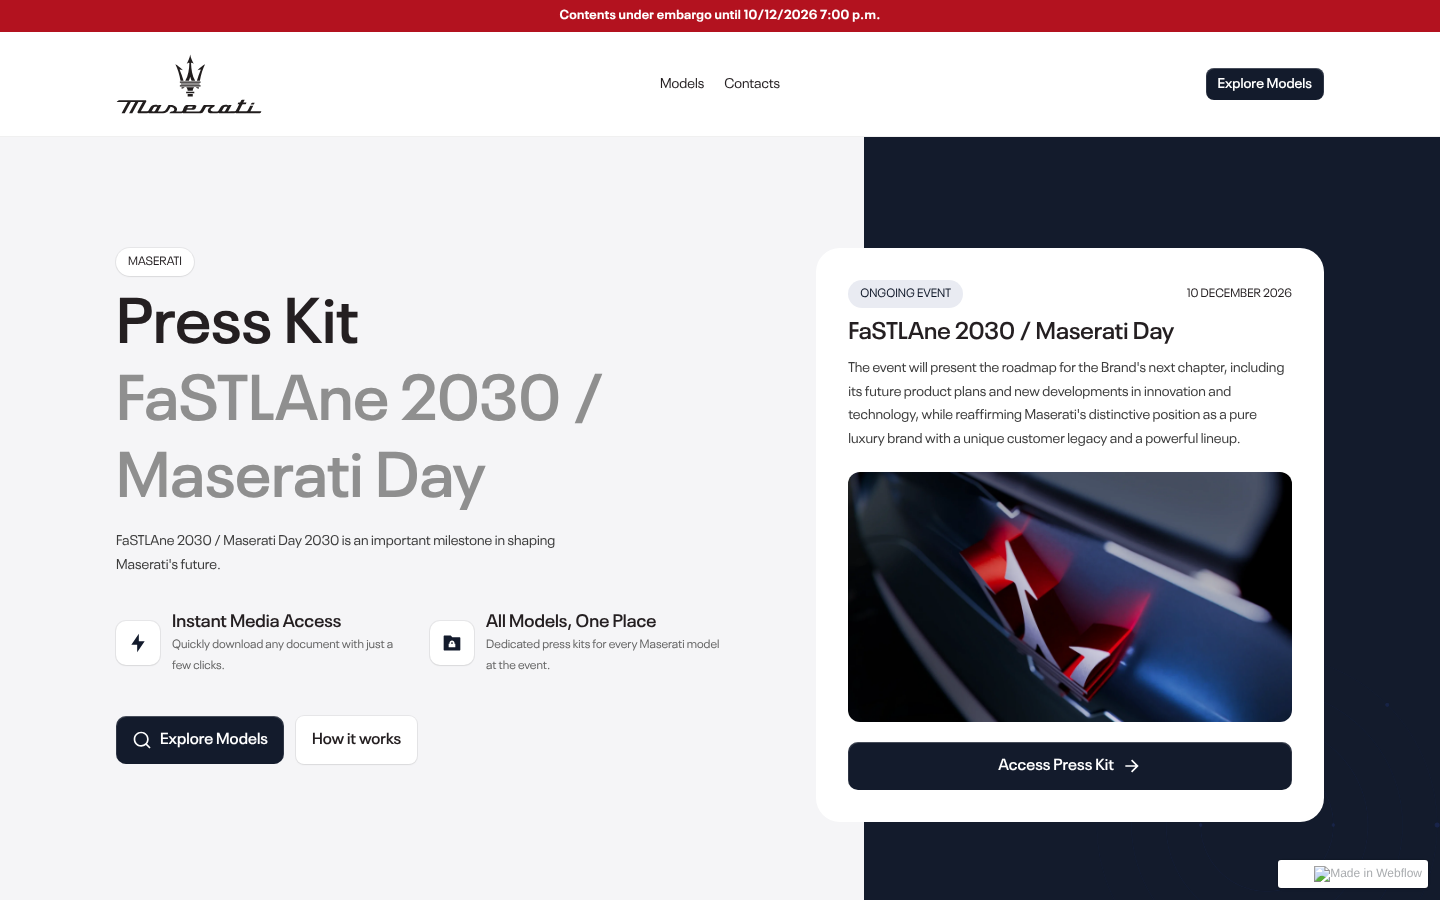 Contents under embargo until 10/12/2026 7:00 p.m.
Maserati
Models
Contacts
Explore Models
MASERATI
Press Kit
FaSTLAne 2030 /
Maserati Day
FaSTLAne 2030 / Maserati Day 2030 is an important milestone in shaping
Maserati's future.
Instant Media Access
Quickly download any document with just a
few clicks.
All Models, One Place
Dedicated press kits for every Maserati model
at the event.
Explore Models
How it works
ONGOING EVENT
10 DECEMBER 2026
FaSTLAne 2030 / Maserati Day
The event will present the roadmap for the Brand's next chapter, including
its future product plans and new developments in innovation and
technology, while reaffirming Maserati's distinctive position as a pure
luxury brand with a unique customer legacy and a powerful lineup.
Access Press Kit
Made in Webflow